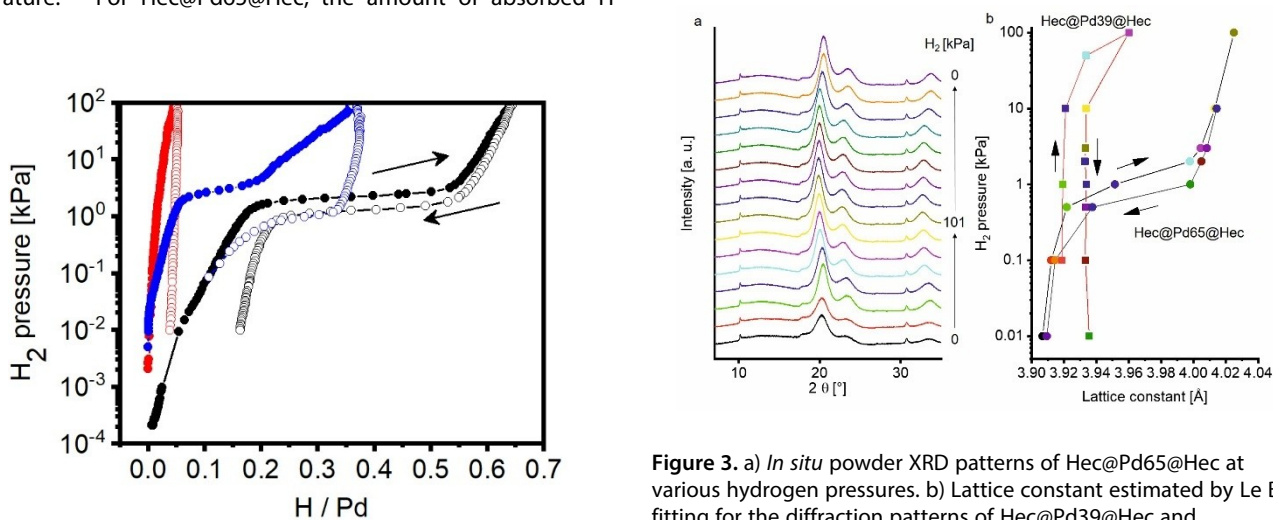 ature. For Hec@Pd65@Hec, the amount of absorbed H
10²
10¹
10⁰
10⁻¹
10⁻²
10⁻³
10⁻⁴
H₂ pressure [kPa]
0.0 0.1 0.2 0.3 0.4 0.5 0.6 0.7
H / Pd
a
H₂ [kPa]
0
101
0
Intensity [a. u.]
10 20 30
2 θ [°]
b
Hec@Pd39@Hec
100
10
1
0.1
0.01
H₂ pressure [kPa]
Hec@Pd65@Hec
3.90 3.92 3.94 3.96 3.98 4.00 4.02 4.04
Lattice constant [Å]
Figure 3. a) In situ powder XRD patterns of Hec@Pd65@Hec at
various hydrogen pressures. b) Lattice constant estimated by Le
fitting for the diffraction patterns of Hec@Pd39@Hec and